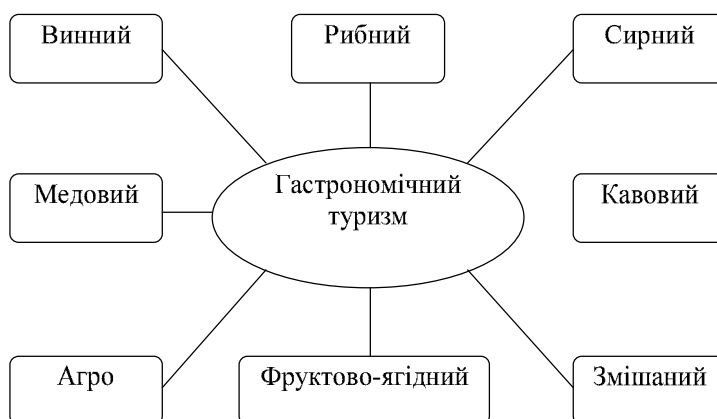 Винний
Рибний
Сирний
Медовий
Гастрономічний
туризм
Кавовий
Агро
Фруктово-ягідний
Змішаний